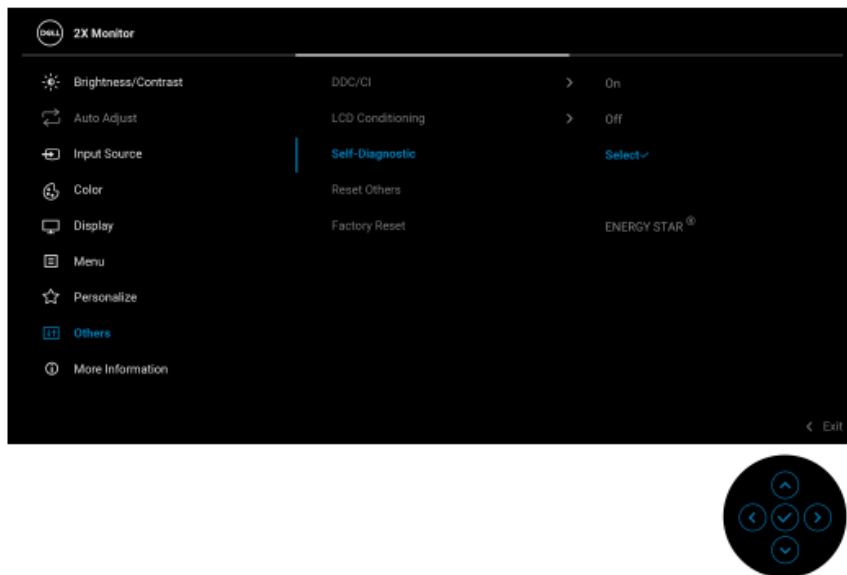 DELL 2X Monitor
Brightness/Contrast DDC/CI On
Auto Adjust LCD Conditioning Off
Input Source Self-Diagnostic Select
Color Reset Others
Display Factory Reset ENERGY STAR®
Menu
Personalize
Others
More Information
Exit